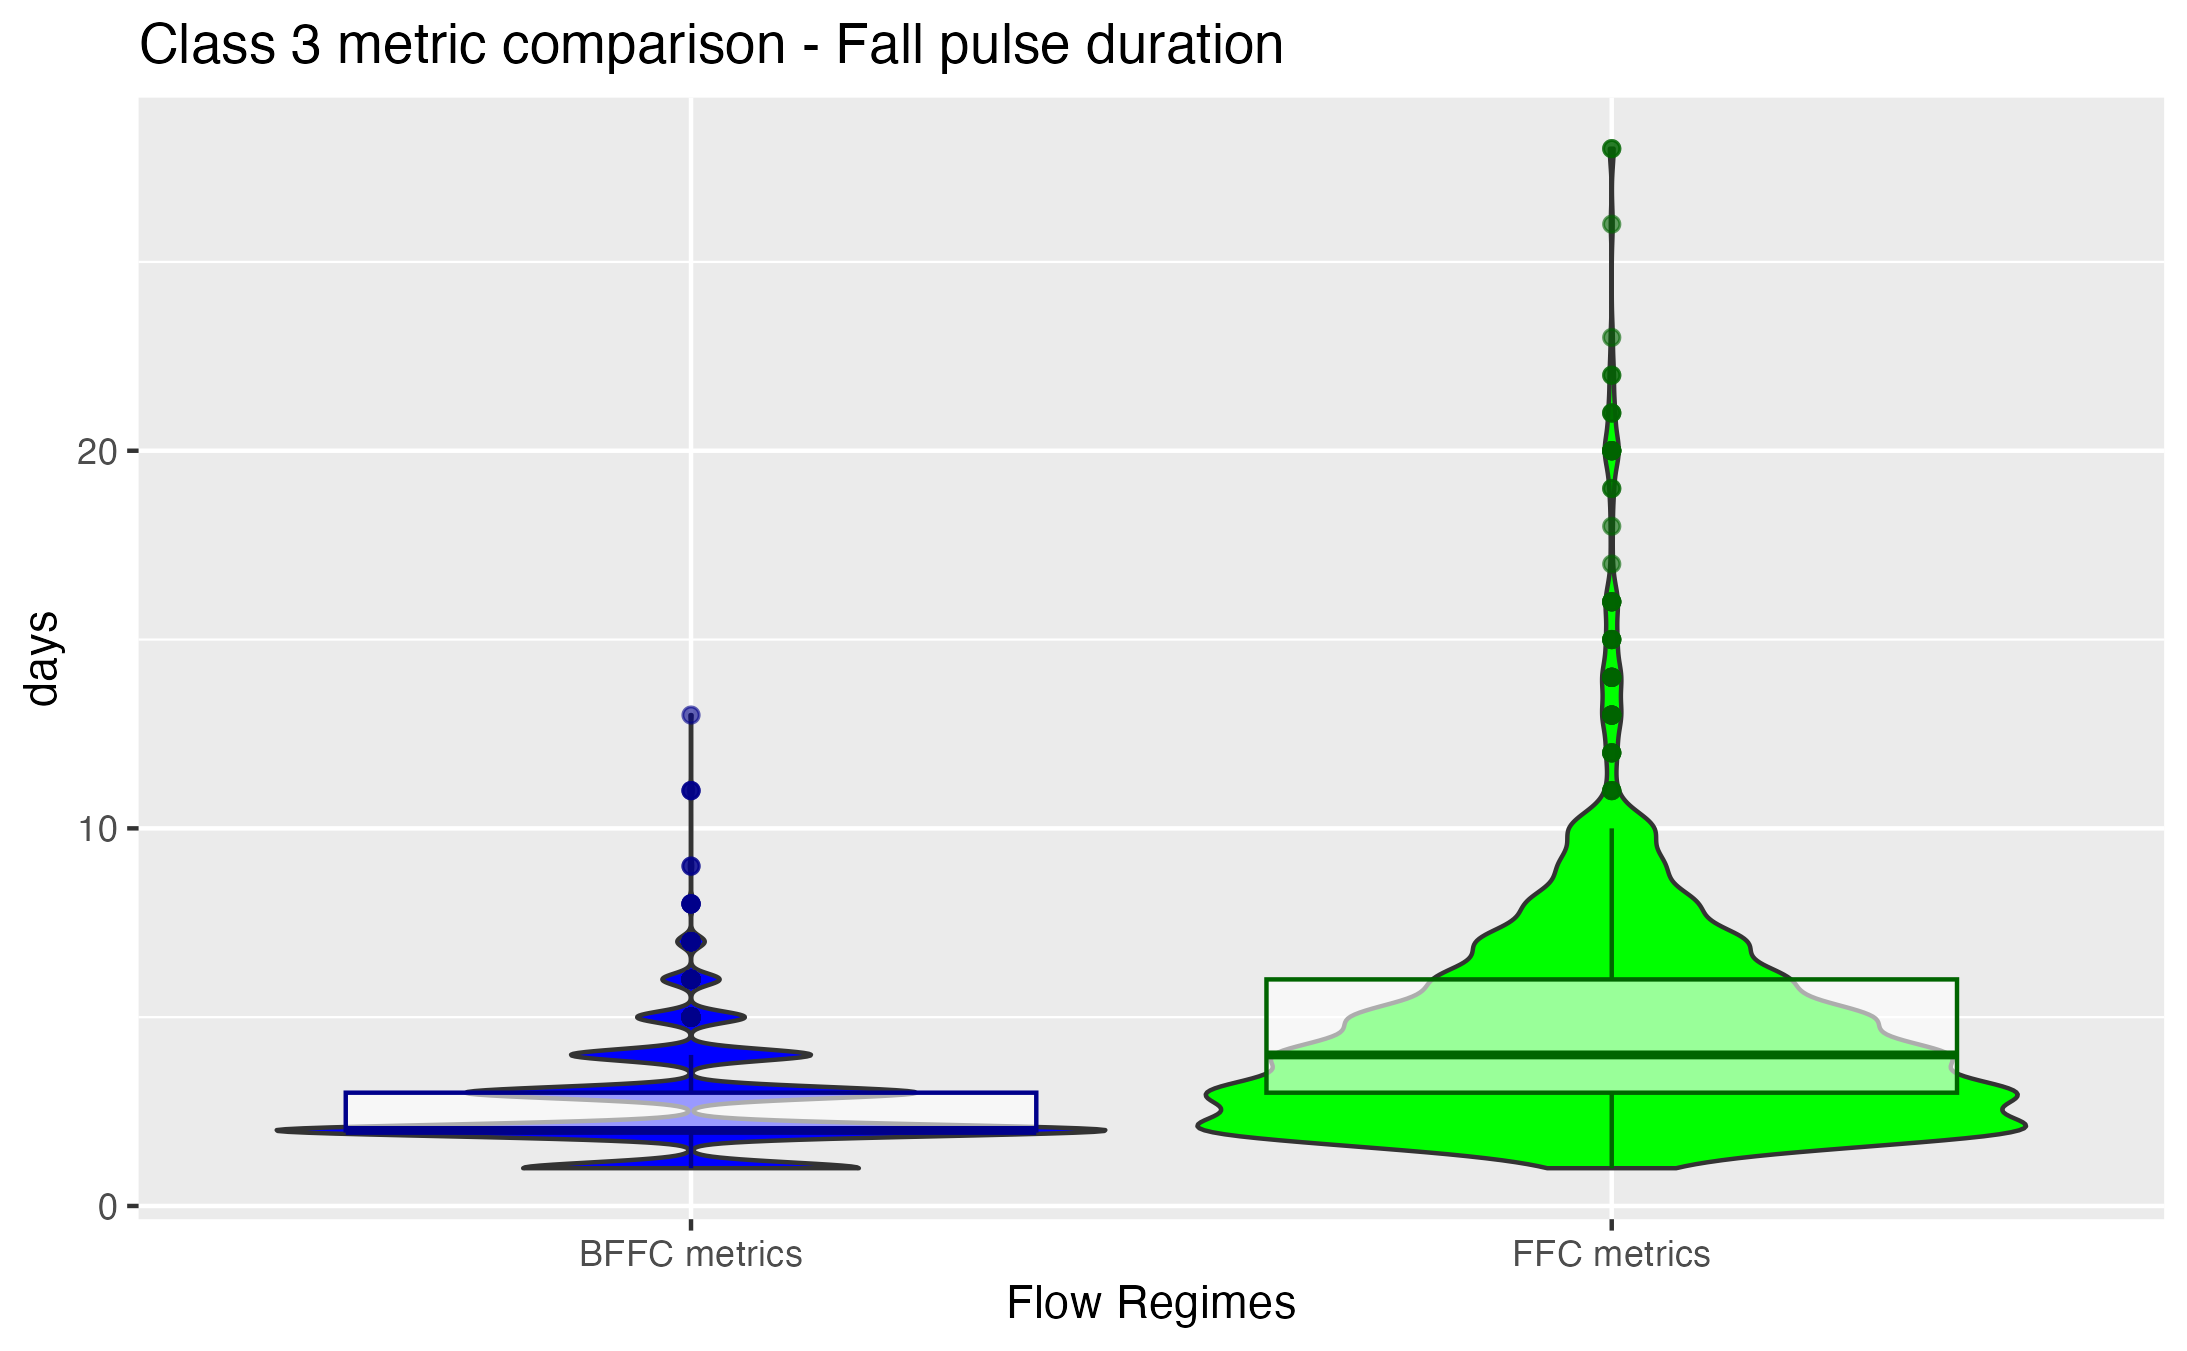 Class 3 metric comparison - Fall pulse duration
days
20
10
0
BFFC metrics
FFC metrics
Flow Regimes